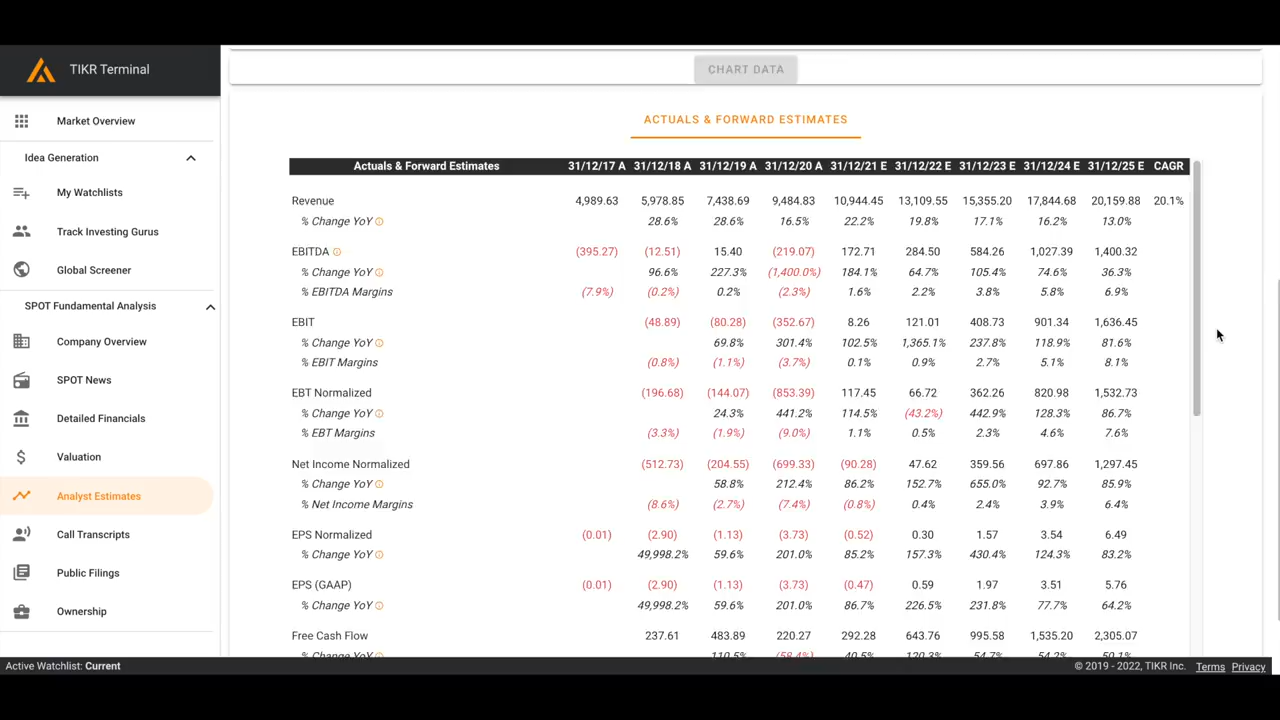 TIKR Terminal
Market Overview
Idea Generation
My Watchlists
Track Investing Gurus
Global Screener
SPOT Fundamental Analysis
Company Overview
SPOT News
Detailed Financials
Valuation
Analyst Estimates
Call Transcripts
Public Filings
Ownership
CHART DATA
ACTUALS & FORWARD ESTIMATES
Actuals & Forward Estimates 31/12/17 A 31/12/18 A 31/12/19 A 31/12/20 A 31/12/21 E 31/12/22 E 31/12/23 E 31/12/24 E 31/12/25 E CAGR
Revenue 4,989.63 5,978.85 7,438.69 9,484.83 10,944.45 13,109.55 15,355.20 17,844.68 20,159.88 20.1%
% Change YoY 28.6% 28.6% 16.5% 22.2% 19.8% 17.1% 16.2% 13.0%
EBITDA (395.27) (12.51) 15.40 (219.07) 172.71 284.50 584.26 1,027.39 1,400.32
% Change YoY 96.6% 227.3% (1,400.0%) 184.1% 64.7% 105.4% 74.6% 36.3%
% EBITDA Margins (7.9%) (0.2%) 0.2% (2.3%) 1.6% 2.2% 3.8% 5.8% 6.9%
EBIT (48.89) (80.28) (352.67) 8.26 121.01 408.73 901.34 1,636.45
% Change YoY 69.8% 301.4% 102.5% 1,365.1% 237.8% 118.9% 81.6%
% EBIT Margins (0.8%) (1.1%) (3.7%) 0.1% 0.9% 2.7% 5.1% 8.1%
EBT Normalized (196.68) (144.07) (853.39) 117.45 66.72 362.26 820.98 1,532.73
% Change YoY 24.3% 441.2% 114.5% (43.2%) 442.9% 128.3% 86.7%
% EBT Margins (3.3%) (1.9%) (9.0%) 1.1% 0.5% 2.3% 4.6% 7.6%
Net Income Normalized (512.73) (204.55) (699.33) (90.28) 47.62 359.56 697.86 1,297.45
% Change YoY 58.8% 212.4% 86.2% 152.7% 655.0% 92.7% 85.9%
% Net Income Margins (8.6%) (2.7%) (7.4%) (0.8%) 0.4% 2.4% 3.9% 6.4%
EPS Normalized (0.01) (2.90) (1.13) (3.73) (0.52) 0.30 1.57 3.54 6.49
% Change YoY 49,998.2% 59.6% 201.0% 85.2% 157.3% 430.4% 124.3% 83.2%
EPS (GAAP) (0.01) (2.90) (1.13) (3.73) (0.47) 0.59 1.97 3.51 5.76
% Change YoY 49,998.2% 59.6% 201.0% 86.7% 226.5% 231.8% 77.7% 64.2%
Free Cash Flow 237.61 483.89 220.27 292.28 643.76 995.58 1,535.20 2,305.07
% Change YoY 110.5% (58.4%) 40.5% 120.3% 54.7% 54.2% 50.1%
Active Watchlist: Current
© 2019 - 2022, TIKR Inc. Terms Privacy